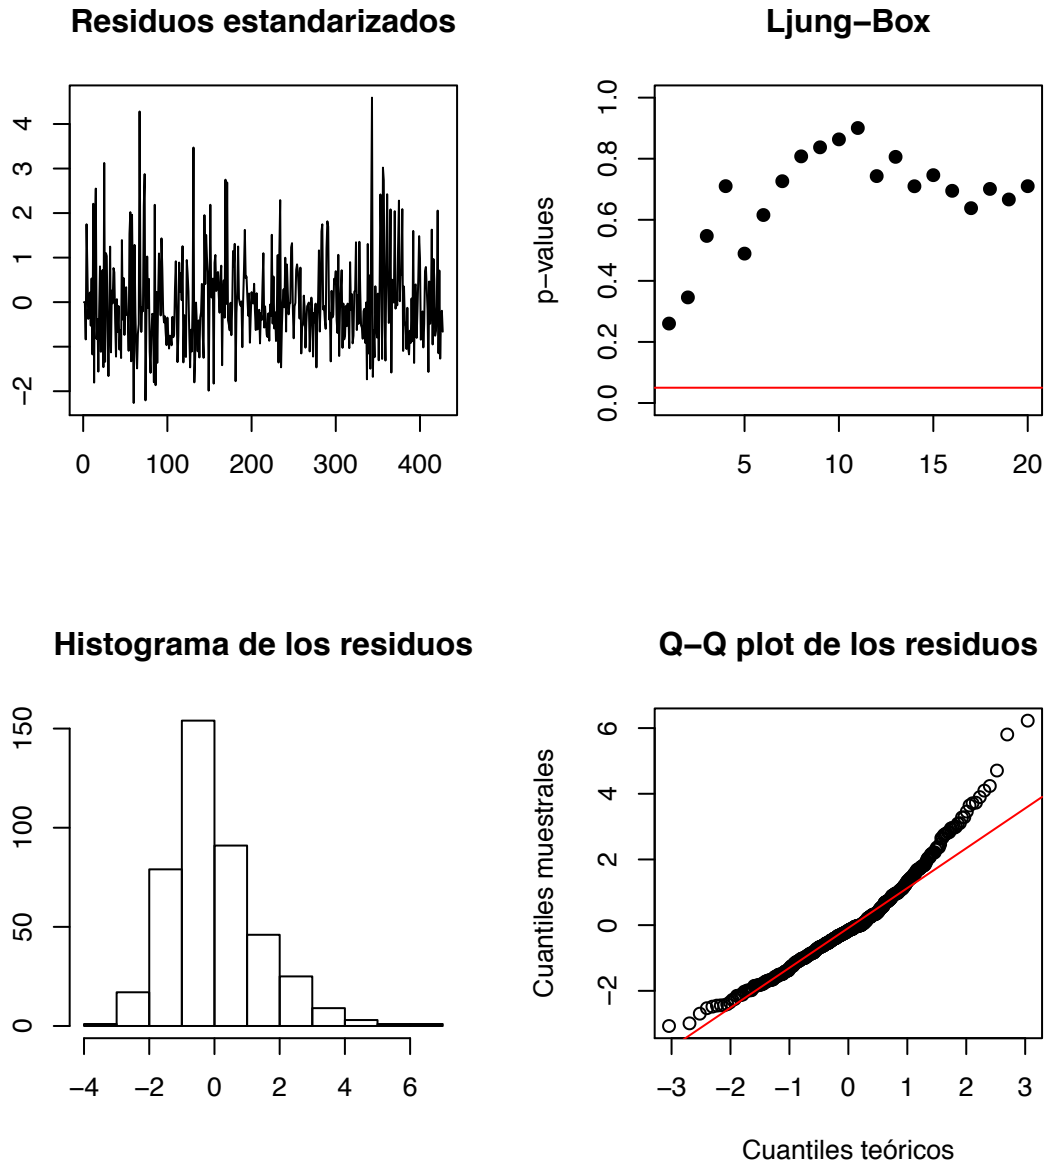 Residuos estandarizados
4
3
2
1
0
−2
0 100 200 300 400
Ljung−Box
p−values
1.0
0.8
0.6
0.4
0.2
0.0
5 10 15 20
Histograma de los residuos
150
100
50
0
−4 −2 0 2 4 6
Q−Q plot de los residuos
Cuantiles muestrales
6
4
2
0
−2
−3 −2 −1 0 1 2 3
Cuantiles teóricos